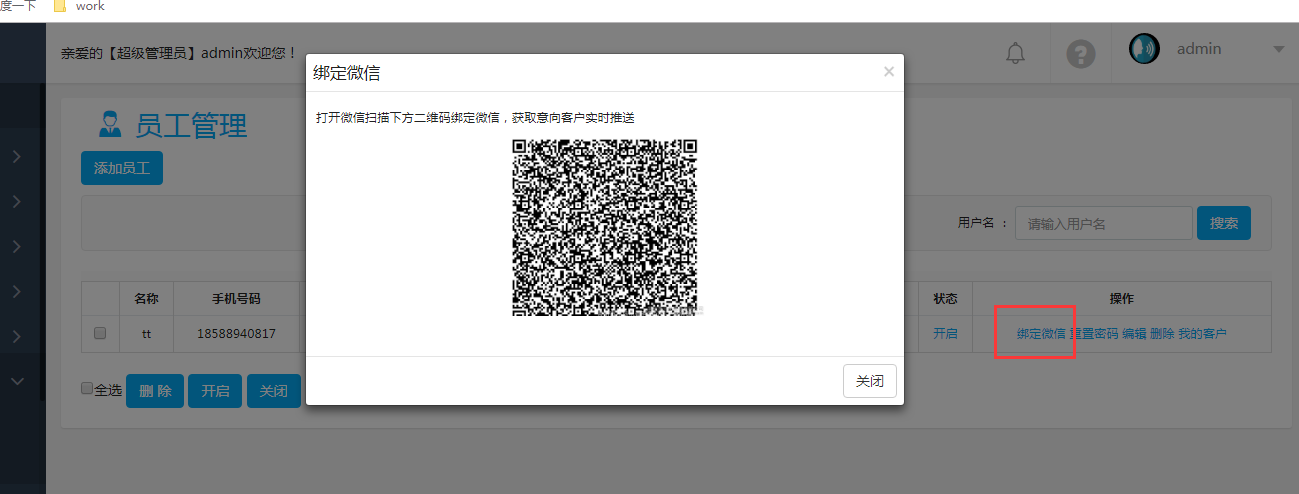 度一下 work
亲爱的【超级管理员】admin欢迎您！
admin
绑定微信 ×
打开微信扫描下方二维码绑定微信，获取意向客户实时推送
员工管理
添加员工
用户名 ： 请输入用户名 搜索
名称 手机号码 状态 操作
tt 18588940817 开启 绑定微信 重置密码 编辑 删除 我的客户
全选 删 除 开启 关闭
关闭